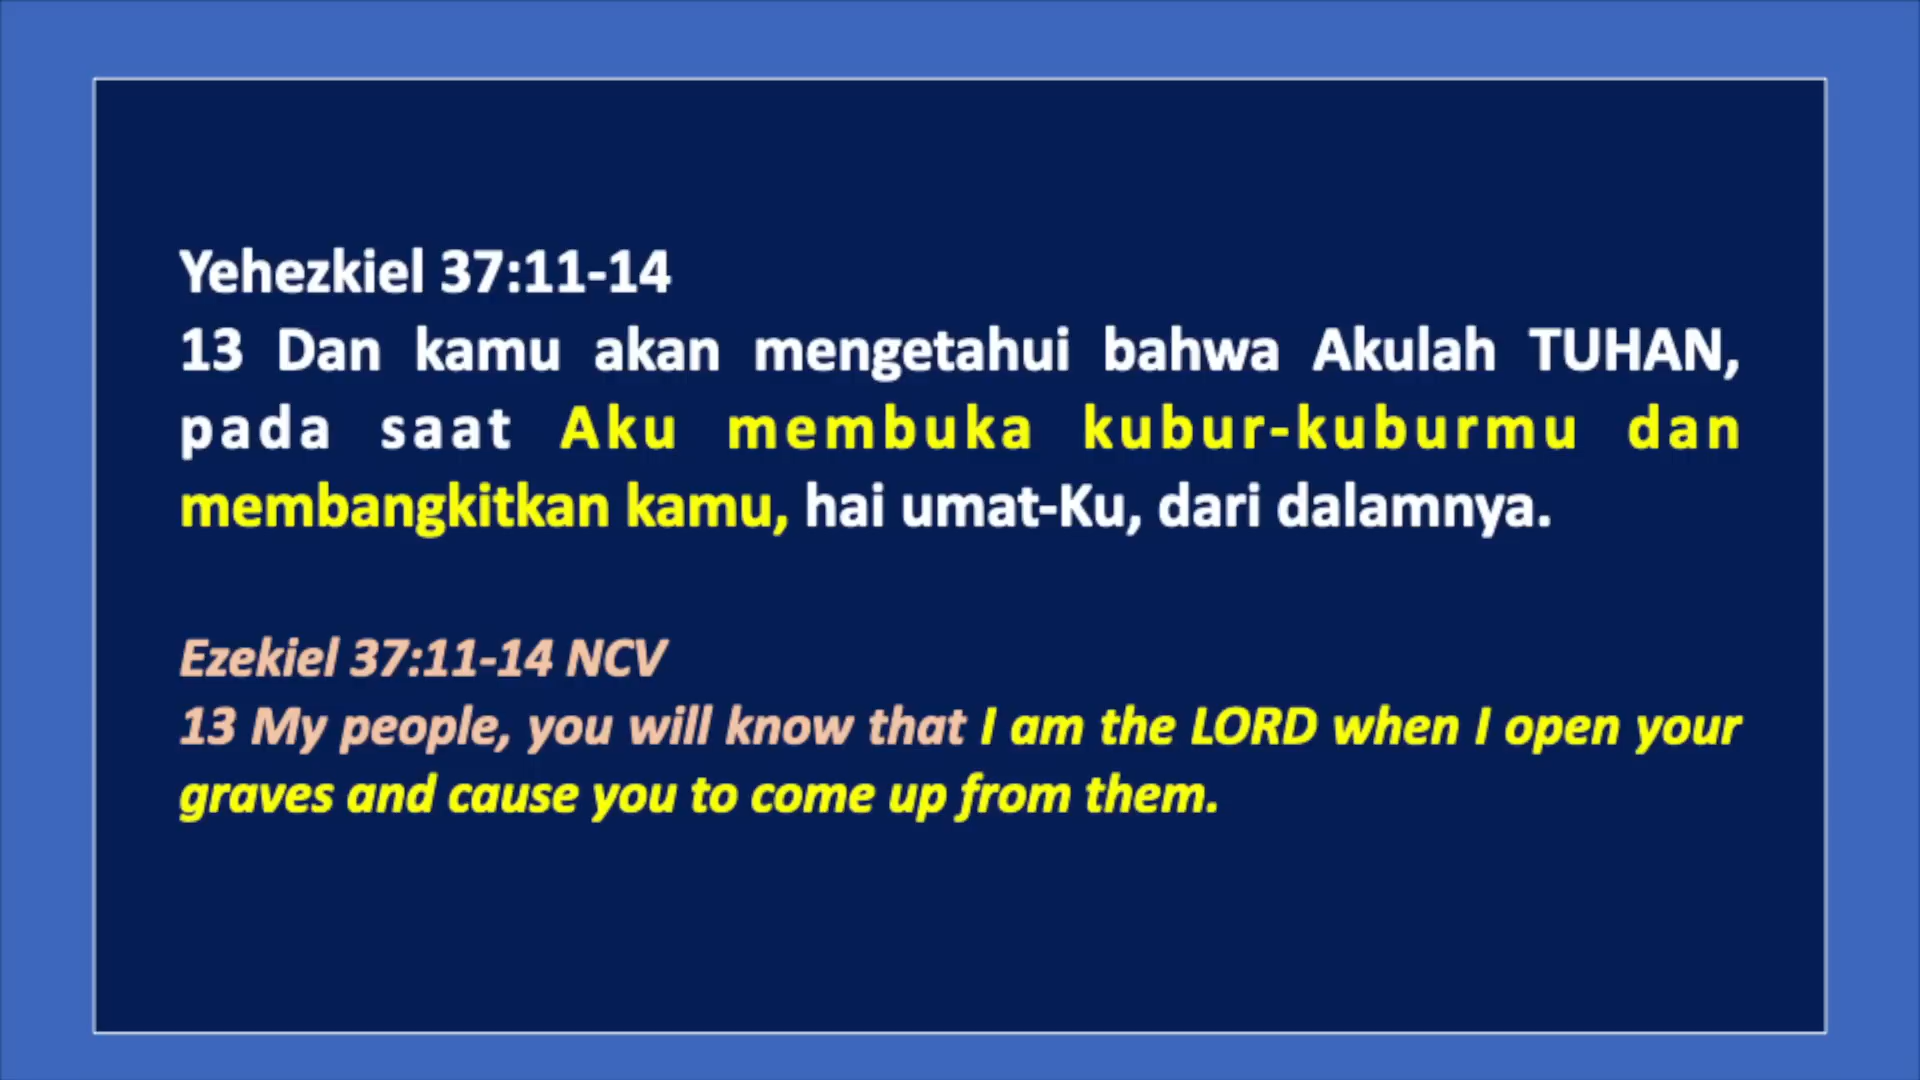 Yehezkiel 37:11-14
13 Dan kamu akan mengetahui bahwa Akulah TUHAN,
pada saat Aku membuka kubur-kuburmu dan
membangkitkan kamu, hai umat-Ku, dari dalamnya.
Ezekiel 37:11-14 NCV
13 My people, you will know that I am the LORD when I open your
graves and cause you to come up from them.